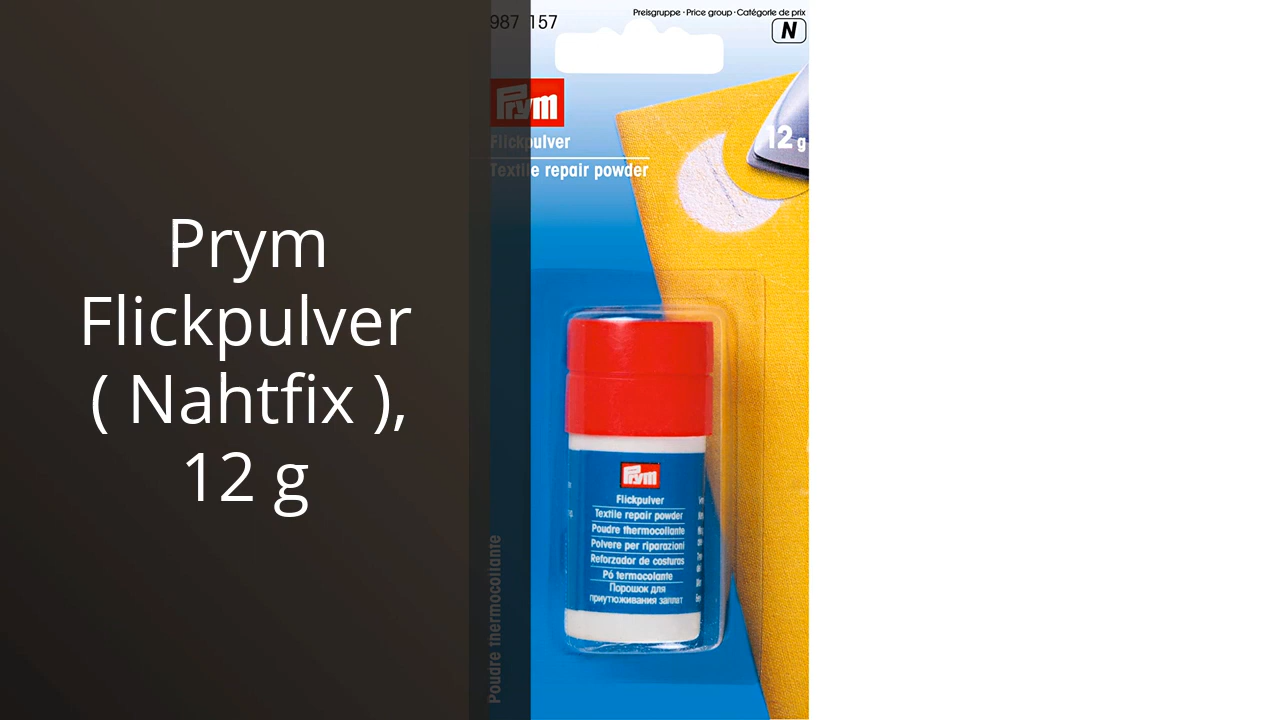 Prym
Flickpulver
( Nahtfix ),
12 g
987 157
Preisgruppe · Price group · Catégorie de prix
N
Prym
Flickpulver
Textile repair powder
12 g
Prym
Flickpulver
Textile repair powder
Poudre thermocollante
Polvere per riparazioni
Reforzador de costuras
Pó termocolante
Порошок для
приутюживания заплат
Poudre thermocollante